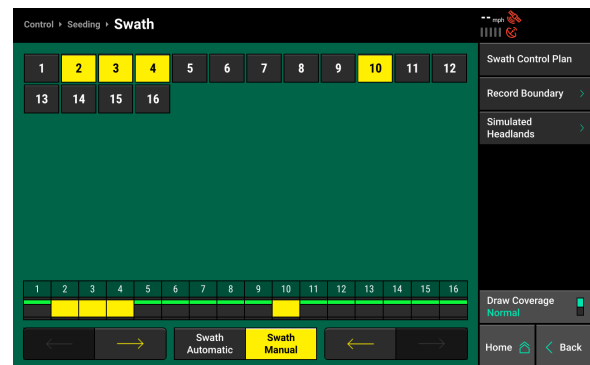 Control ▸ Seeding ▸ Swath
-- mph
1 2 3 4 5 6 7 8 9 10 11 12
13 14 15 16
Swath Control Plan
Record Boundary
Simulated
Headlands
1 2 3 4 5 6 7 8 9 10 11 12 13 14 15 16
Draw Coverage
Normal
Swath
Automatic
Swath
Manual
Home
Back